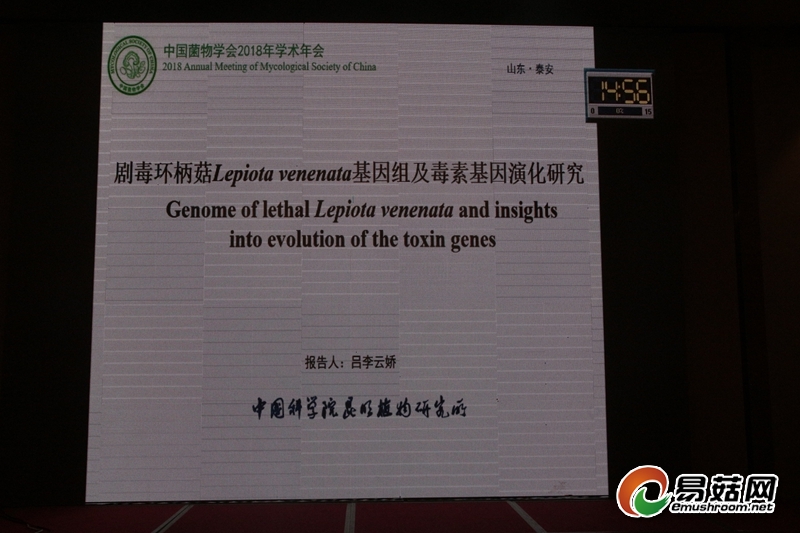 中国菌物学会2018年学术年会
2018 Annual Meeting of Mycological Society of China
山东·泰安
14:56
0
15
剧毒环柄菇Lepiota venenata基因组及毒素基因演化研究
Genome of lethal Lepiota venenata and insights
into evolution of the toxin genes
报告人：吕李云娇
中国科学院昆明植物研究所
易菇网
emushroom.net